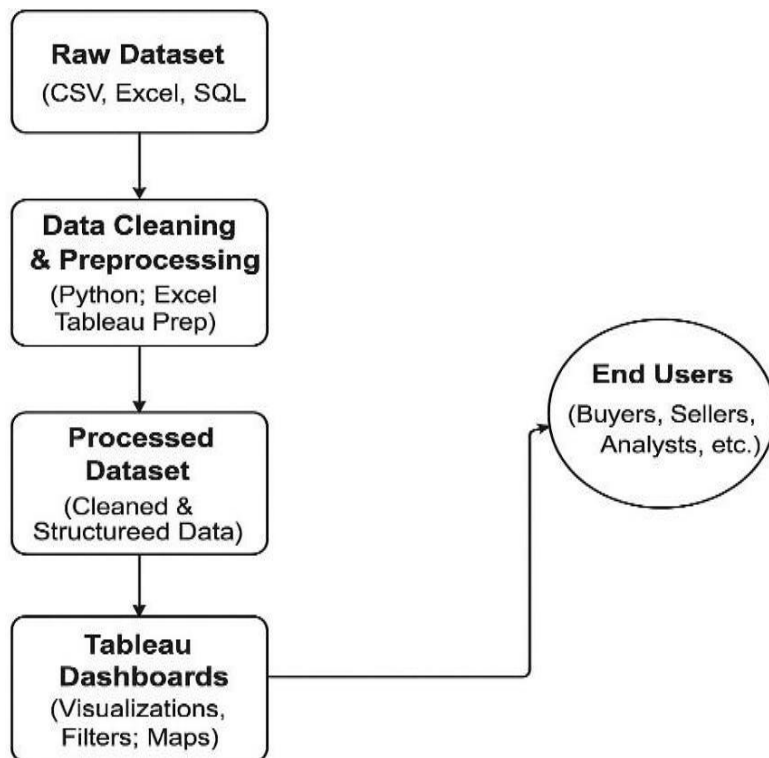 Raw Dataset
(CSV, Excel, SQL
Data Cleaning
& Preprocessing
(Python; Excel
Tableau Prep)
Processed
Dataset
(Cleaned &
Structureed Data)
Tableau
Dashboards
(Visualizations,
Filters; Maps)
End Users
(Buyers, Sellers,
Analysts, etc.)